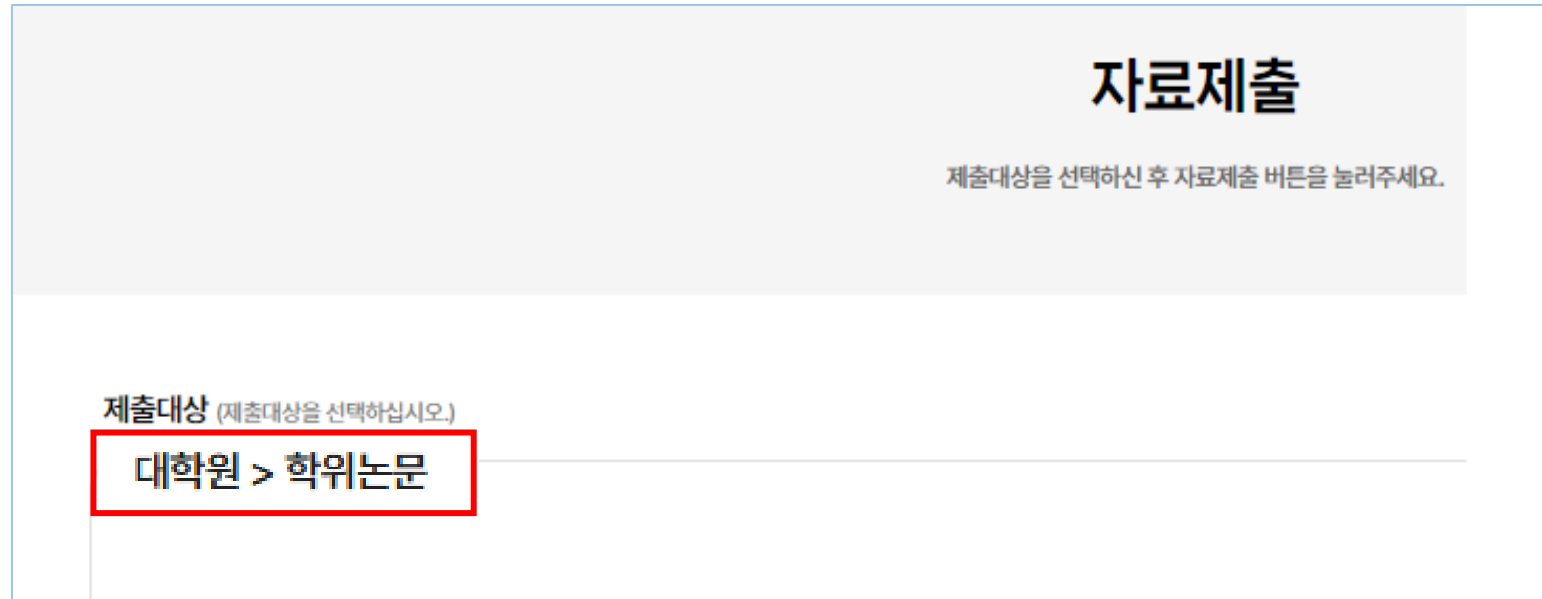 자료제출
제출대상을 선택하신 후 자료제출 버튼을 눌러주세요.
제출대상 (제출대상을 선택하십시오.)
대학원 > 학위논문